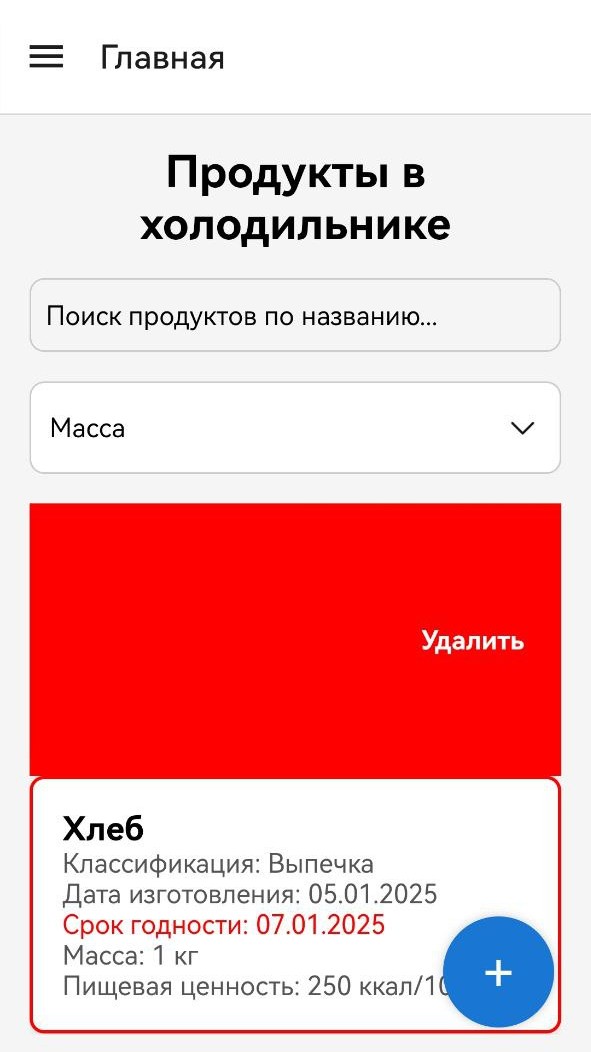 Главная
Продукты в
холодильнике
Поиск продуктов по названию...
Масса
Удалить
Хлеб
Классификация: Выпечка
Дата изготовления: 05.01.2025
Срок годности: 07.01.2025
Масса: 1 кг
Пищевая ценность: 250 ккал/10